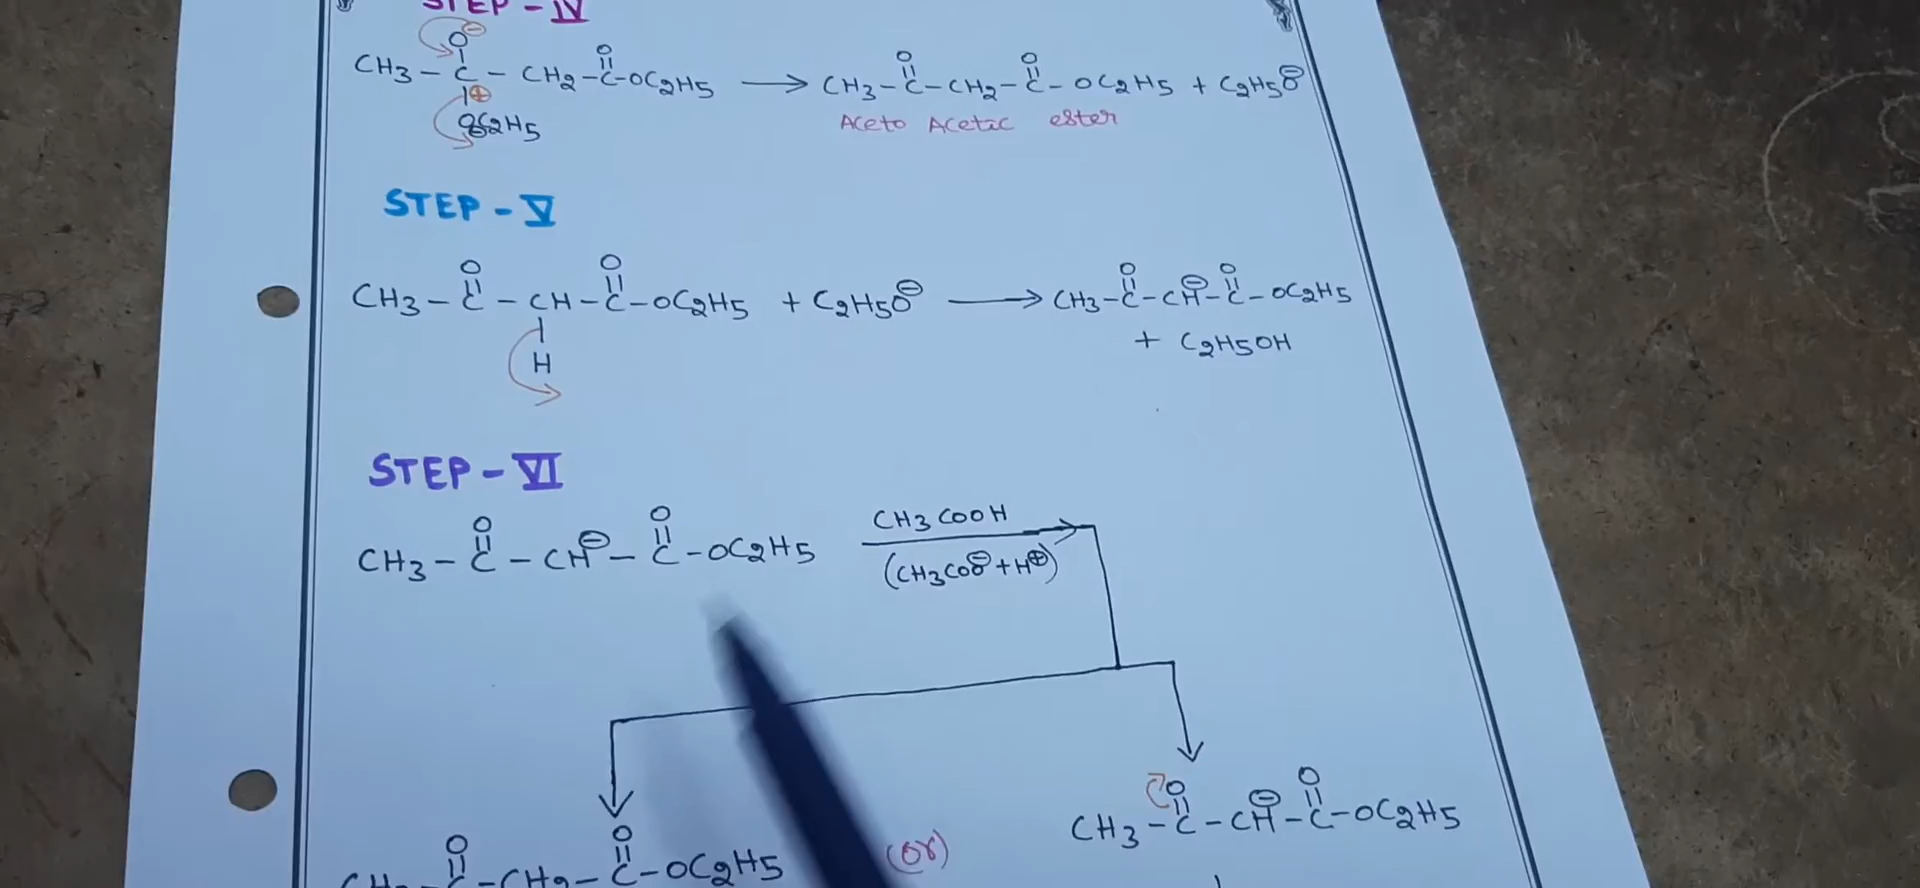 STEP - IV
O⊖
CH3 - C - CH2 - C - OC2H5 → CH3 - C - CH2 - C - OC2H5 + C2H5O⊖
OC2H5
Aceto Acetic ester
STEP - V
O O O O
CH3 - C - CH - C - OC2H5 + C2H5O⊖ → CH3 - C - CH⊖ - C - OC2H5
H
+ C2H5OH
STEP - VI
O O
CH3 - C - CH⊖ - C - OC2H5
CH3COOH
(CH3COO⊖ + H⊕)
O O
CH3 - C - CH⊖ - C - OC2H5
O O
- CH2 - C - OC2H5
(or)